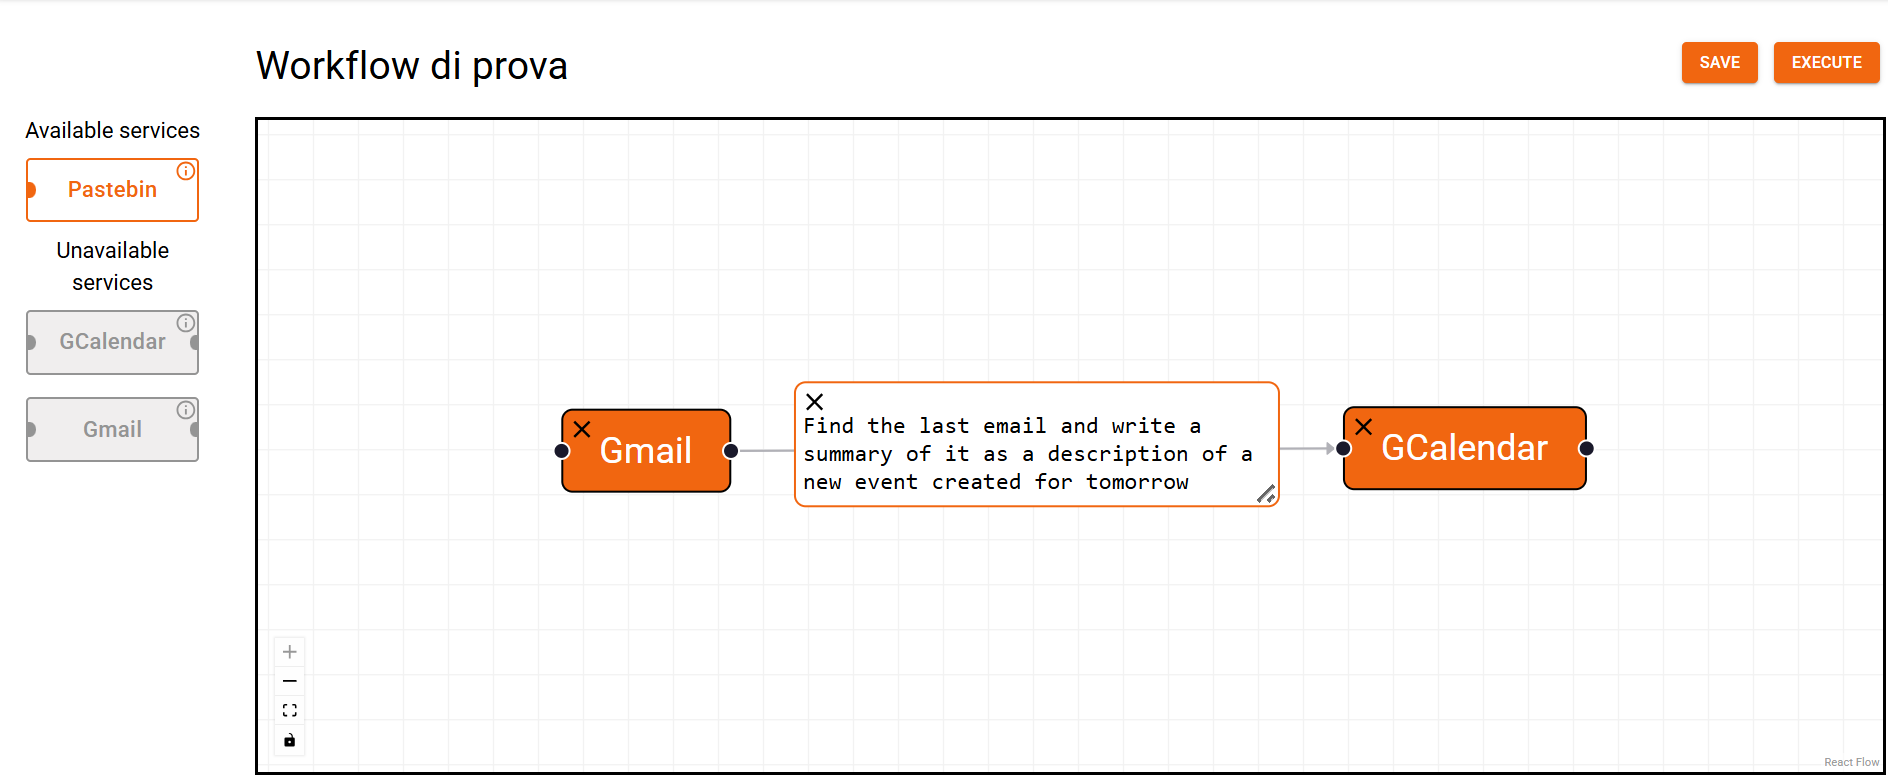 Workflow di prova
SAVE
EXECUTE
Available services
Pastebin
Unavailable
services
GCalendar
Gmail
Gmail
Find the last email and write a
summary of it as a description of a
new event created for tomorrow
GCalendar
React Flow